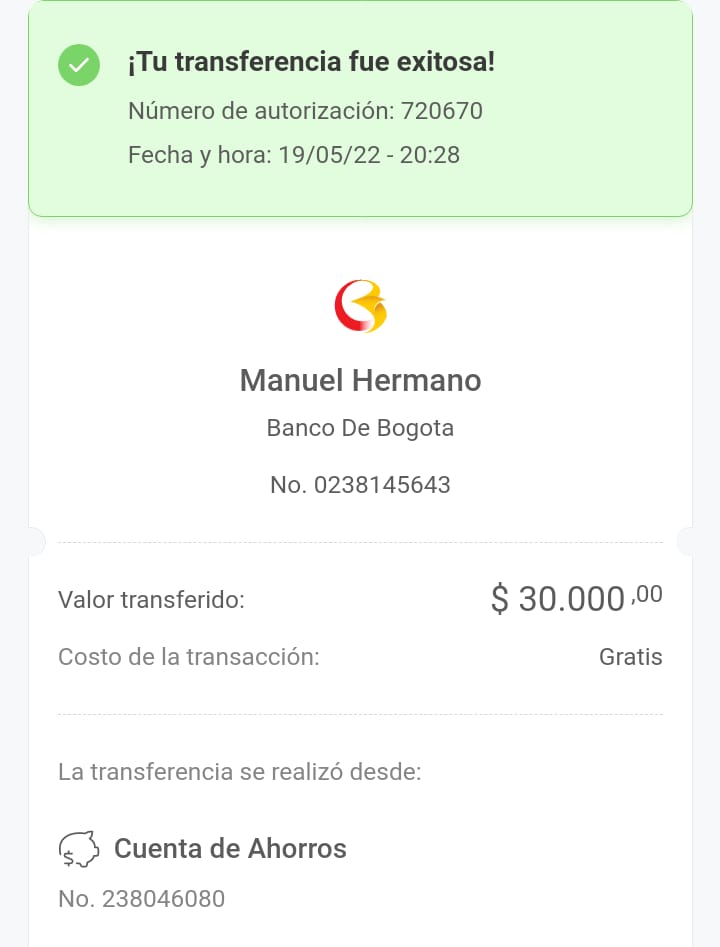 ¡Tu transferencia fue exitosa!
Número de autorización: 720670
Fecha y hora: 19/05/22 - 20:28
Manuel Hermano
Banco De Bogota
No. 0238145643
Valor transferido: $ 30.000 ,00
Costo de la transacción: Gratis
La transferencia se realizó desde:
$ Cuenta de Ahorros
No. 238046080